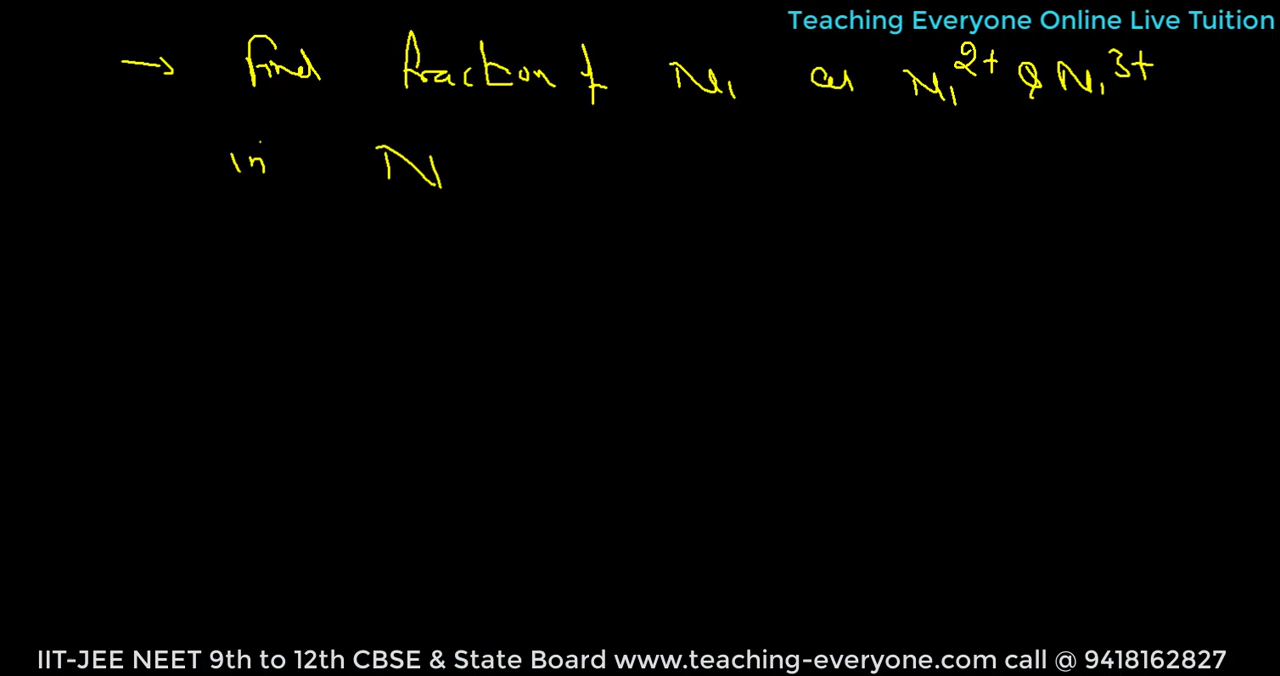 Teaching Everyone Online Live Tuition
→ Find fraction of Ni as Ni²⁺ & Ni³⁺
in N
IIT-JEE NEET 9th to 12th CBSE & State Board www.teaching-everyone.com call @ 9418162827